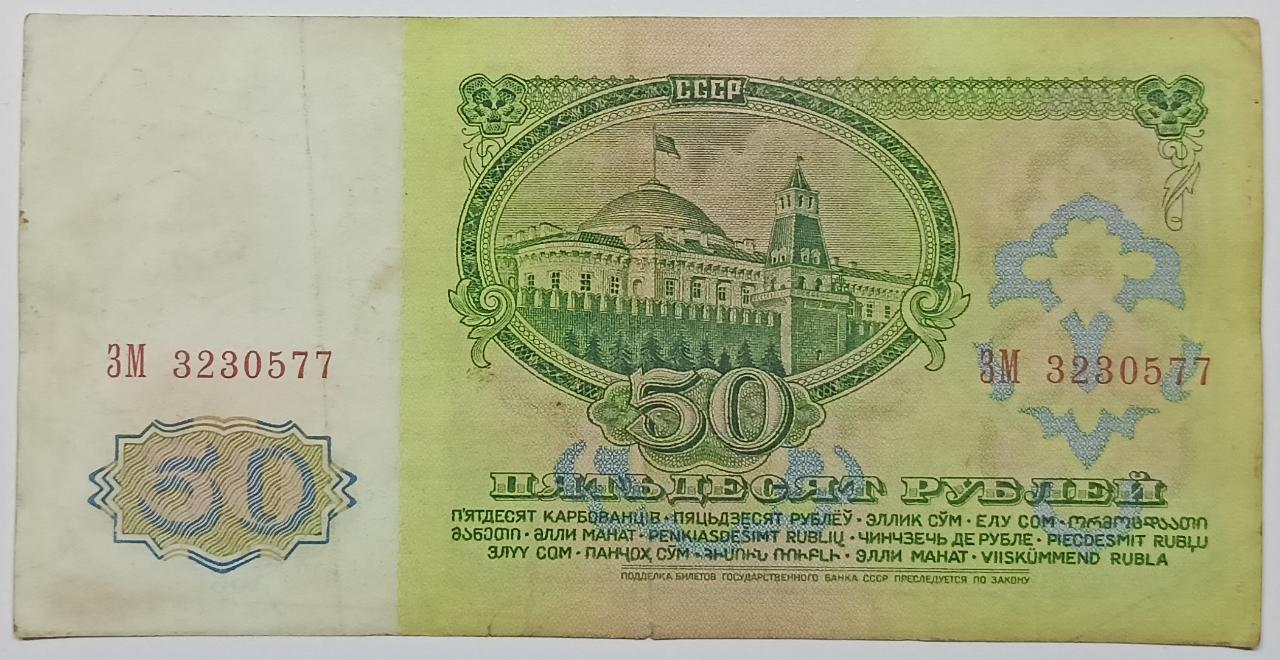 СССР
ЗМ 3230577
ЗМ 3230577
50
50
ПЯТЬДЕСЯТ РУБЛЕЙ
П'ЯТДЕСЯТ КАРБОВАНЦІВ · ПЯЦЬДЗЕСЯТ РУБЛЁЎ · ЭЛЛИК СЎМ · ЕЛУ СОМ · ორმოცდაათი
მანეთი · ӘЛЛИ МАНАТ · PENKIASDEŠIMT RUBLIŲ · ЧИНЧЗЕЧЬ ДЕ РУБЛЕ · PIECDESMIT RUBĻU
ЭЛҮҮ СОМ · ПАНҶОҲ СӮМ · ՀԻՍՈՒՆ ՌՈՒԲԼԻ · ЭЛЛИ МАНАТ · VIISKÜMMEND RUBLA
ПОДДЕЛКА БИЛЕТОВ ГОСУДАРСТВЕННОГО БАНКА СССР ПРЕСЛЕДУЕТСЯ ПО ЗАКОНУ